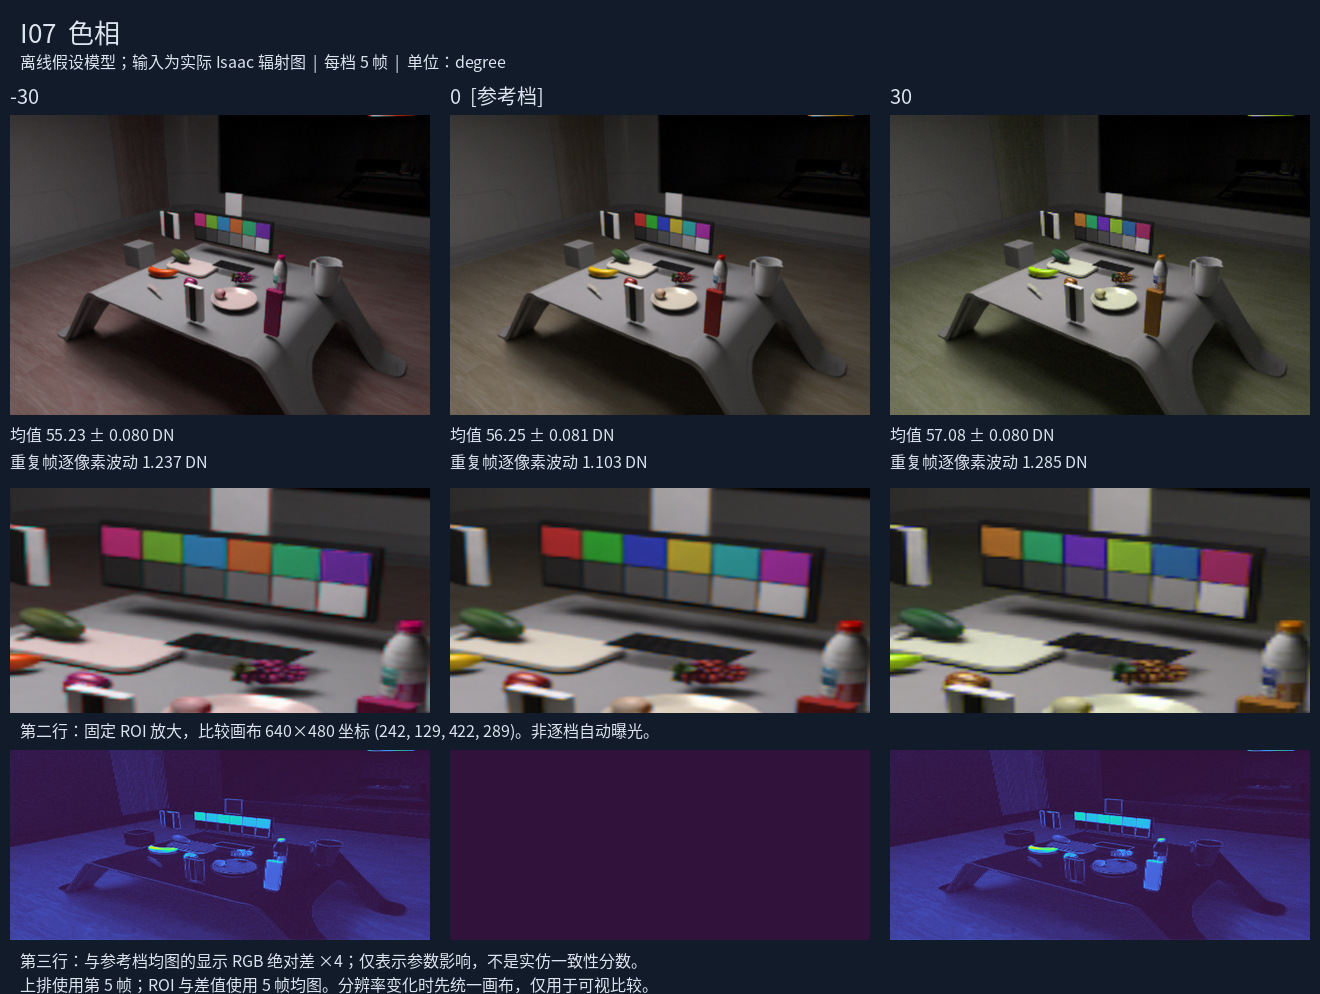 I07 色相
离线假设模型；输入为实际 Isaac 辐射图 | 每档 5 帧 | 单位：degree
-30
0 [参考档]
30
均值 55.23 ± 0.080 DN
重复帧逐像素波动 1.237 DN
均值 56.25 ± 0.081 DN
重复帧逐像素波动 1.103 DN
均值 57.08 ± 0.080 DN
重复帧逐像素波动 1.285 DN
第二行：固定 ROI 放大，比较画布 640×480 坐标 (242, 129, 422, 289)。非逐档自动曝光。
第三行：与参考档均图的显示 RGB 绝对差 ×4；仅表示参数影响，不是实仿一致性分数。
上排使用第 5 帧；ROI 与差值使用 5 帧均图。分辨率变化时先统一画布，仅用于可视比较。